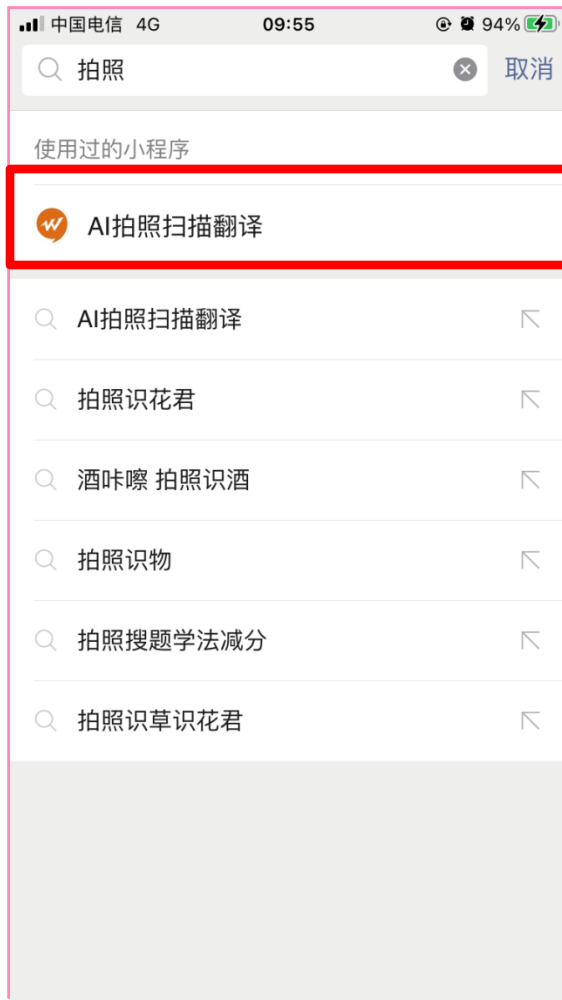 中国电信 4G 09:55 94%
拍照 取消
使用过的小程序
AI拍照扫描翻译
AI拍照扫描翻译
拍照识花君
酒咔嚓 拍照识酒
拍照识物
拍照搜题学法减分
拍照识草识花君